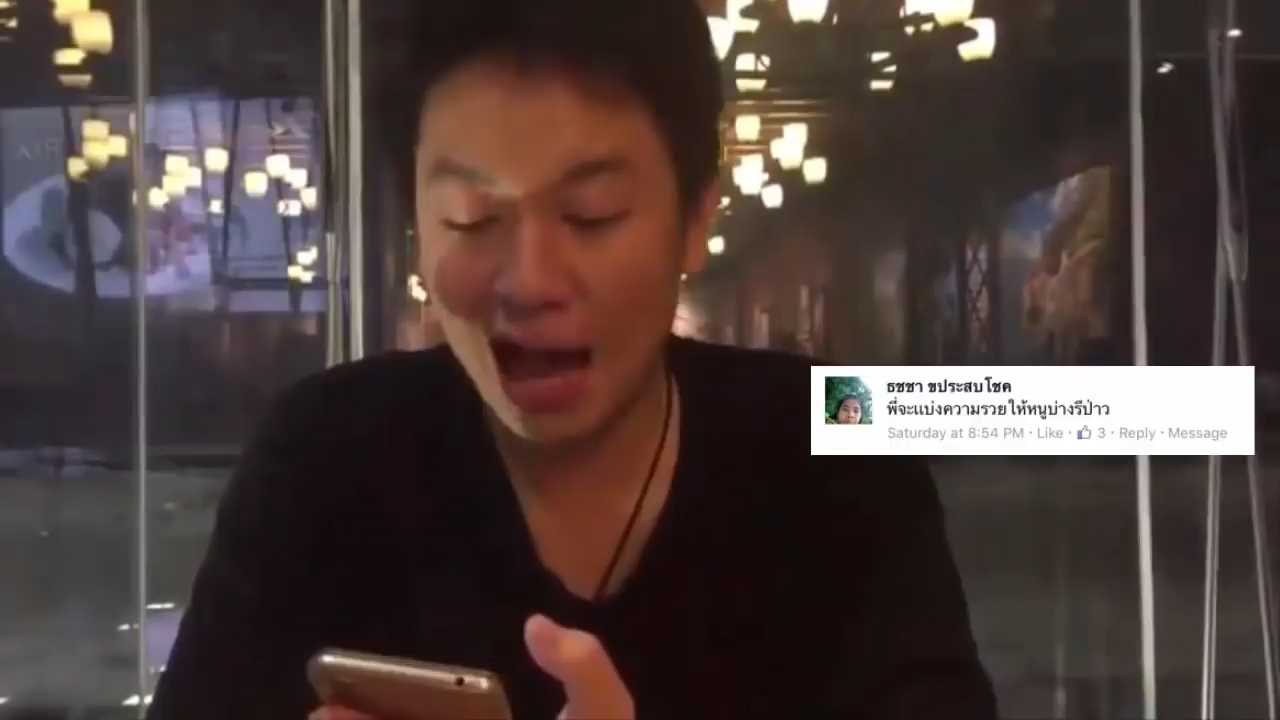 ธชชา ขประสบโชค
พี่จะแบ่งความรวยให้หนูบ่างรึป่าว
Saturday at 8:54 PM · Like · 3 · Reply · Message